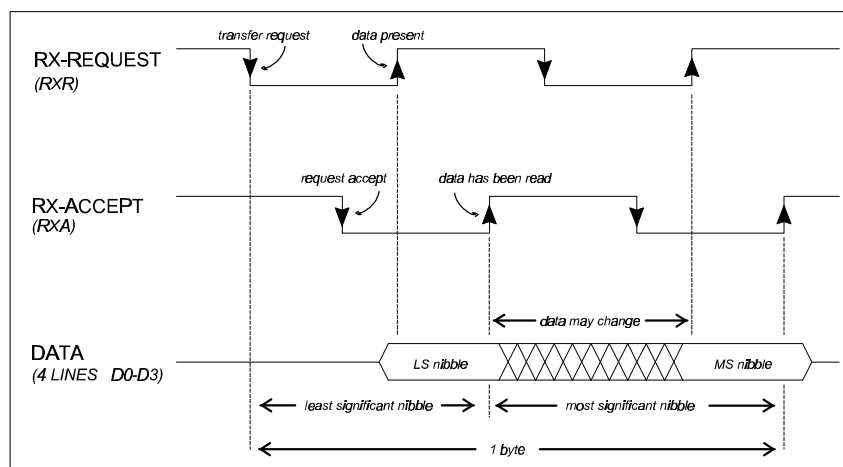 transfer request
data present
RX-REQUEST
(RXR)
request accept
data has been read
RX-ACCEPT
(RXA)
data may change
DATA
(4 LINES D0-D3)
LS nibble
MS nibble
least significant nibble
most significant nibble
1 byte